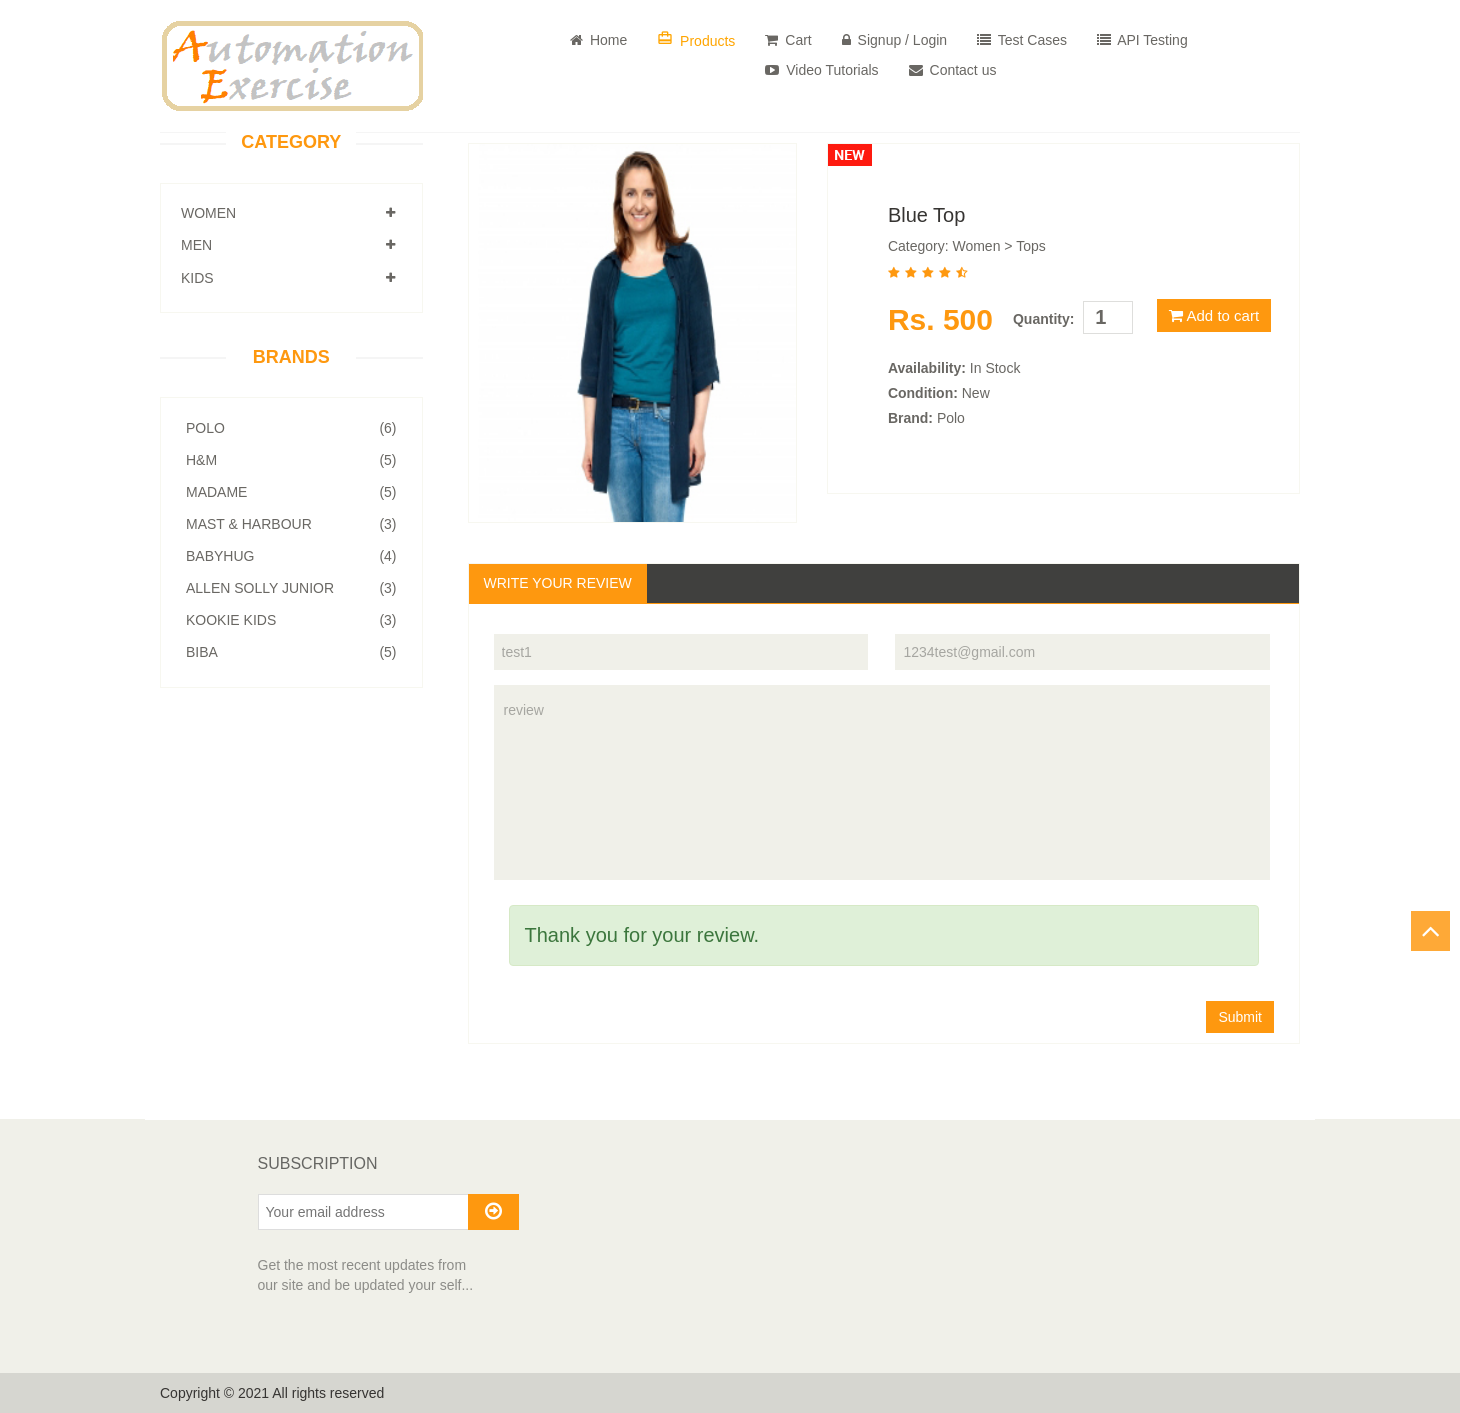 Automation
Exercise
Home
Products
Cart
Signup / Login
Test Cases
API Testing
Video Tutorials
Contact us
CATEGORY
WOMEN
MEN
KIDS
BRANDS
POLO (6)
H&M (5)
MADAME (5)
MAST & HARBOUR (3)
BABYHUG (4)
ALLEN SOLLY JUNIOR (3)
KOOKIE KIDS (3)
BIBA (5)
NEW
Blue Top
Category: Women > Tops
Rs. 500 Quantity: 1 Add to cart
Availability: In Stock
Condition: New
Brand: Polo
WRITE YOUR REVIEW
test1
1234test@gmail.com
review
Thank you for your review.
Submit
SUBSCRIPTION
Your email address
Get the most recent updates from
our site and be updated your self...
Copyright © 2021 All rights reserved